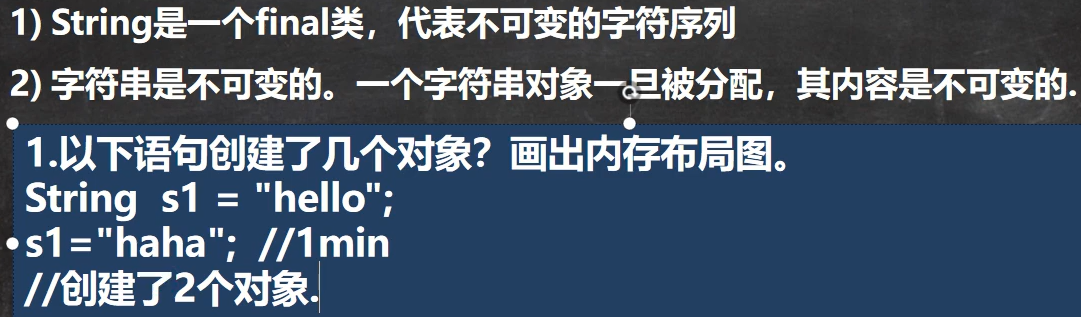 1) String是一个final类，代表不可变的字符序列
2) 字符串是不可变的。一个字符串对象一旦被分配，其内容是不可变的.
1.以下语句创建了几个对象？画出内存布局图。
String  s1 = "hello";
s1="haha";  //1min
//创建了2个对象.